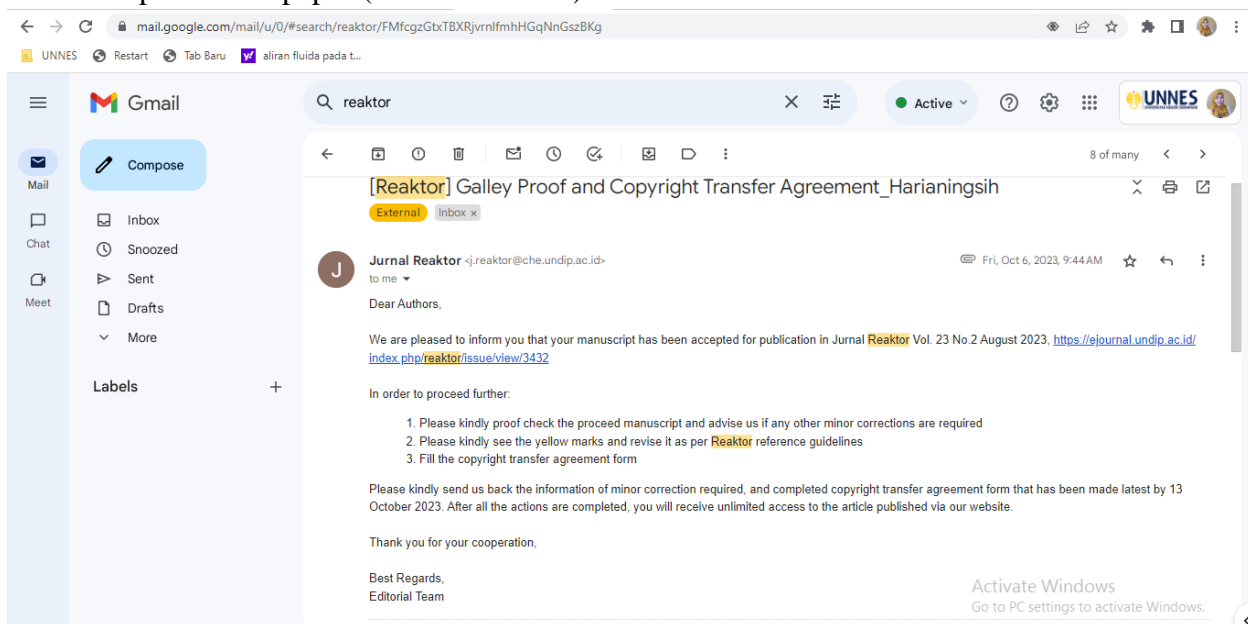 mail.google.com/mail/u/0/#search/reaktor/FMfcgzGtxTBXRjvrnlfmhHGqNnGszBKg
UNNES Restart Tab Baru aliran fluida pada t...
Gmail reaktor Active UNNES
Compose 8 of many
Mail
[Reaktor] Galley Proof and Copyright Transfer Agreement_Harianingsih
External Inbox ×
Inbox
Chat
Snoozed
J Jurnal Reaktor <j.reaktor@che.undip.ac.id> Fri, Oct 6, 2023, 9:44 AM
Sent
to me
Meet
Drafts
Dear Authors,
More
We are pleased to inform you that your manuscript has been accepted for publication in Jurnal Reaktor Vol. 23 No.2 August 2023, https://ejournal.undip.ac.id/
index.php/reaktor/issue/view/3432
Labels +
In order to proceed further:
1. Please kindly proof check the proceed manuscript and advise us if any other minor corrections are required
2. Please kindly see the yellow marks and revise it as per Reaktor reference guidelines
3. Fill the copyright transfer agreement form
Please kindly send us back the information of minor correction required, and completed copyright transfer agreement form that has been made latest by 13
October 2023. After all the actions are completed, you will receive unlimited access to the article published via our website.
Thank you for your cooperation,
Best Regards,
Editorial Team
Activate Windows
Go to PC settings to activate Windows.